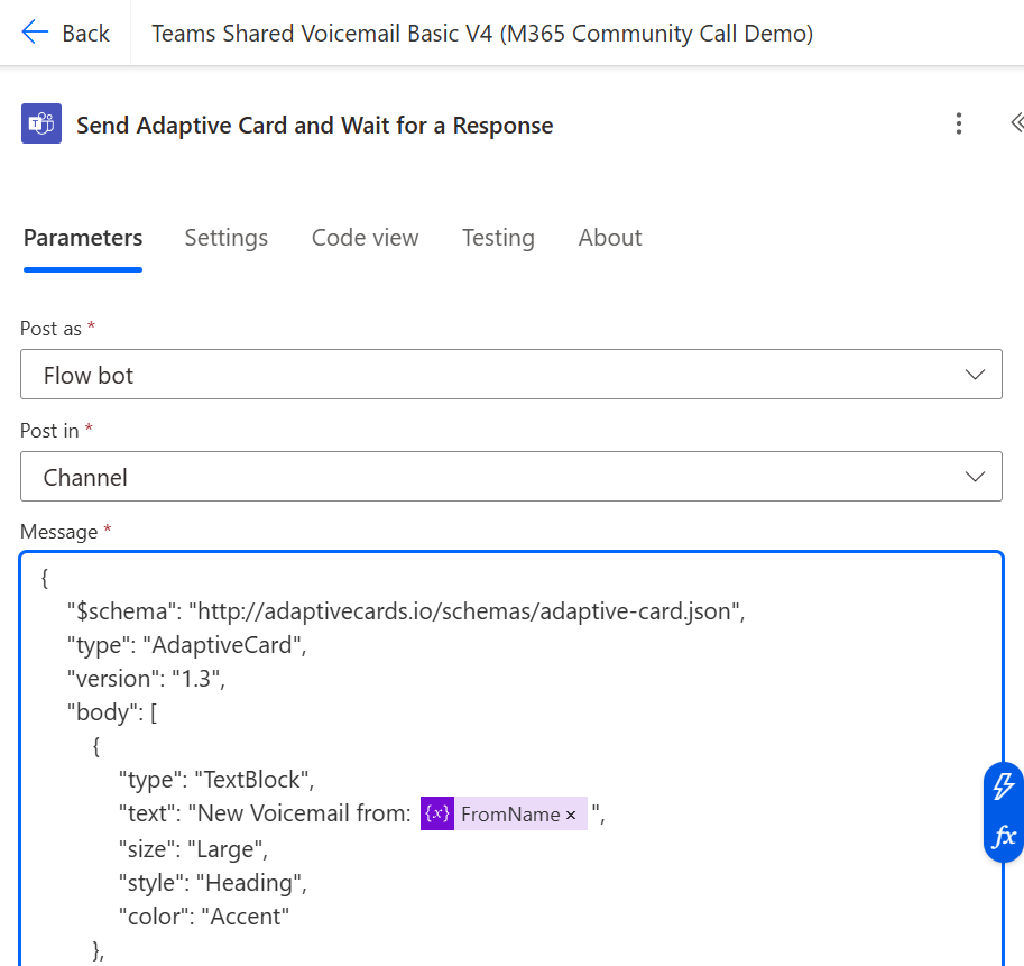 Back Teams Shared Voicemail Basic V4 (M365 Community Call Demo)
Send Adaptive Card and Wait for a Response
Parameters Settings Code view Testing About
Post as *
Flow bot
Post in *
Channel
Message *
{
"$schema": "http://adaptivecards.io/schemas/adaptive-card.json",
"type": "AdaptiveCard",
"version": "1.3",
"body": [
{
"type": "TextBlock",
"text": "New Voicemail from: {x} FromName × ",
"size": "Large",
"style": "Heading",
"color": "Accent"
},
fx